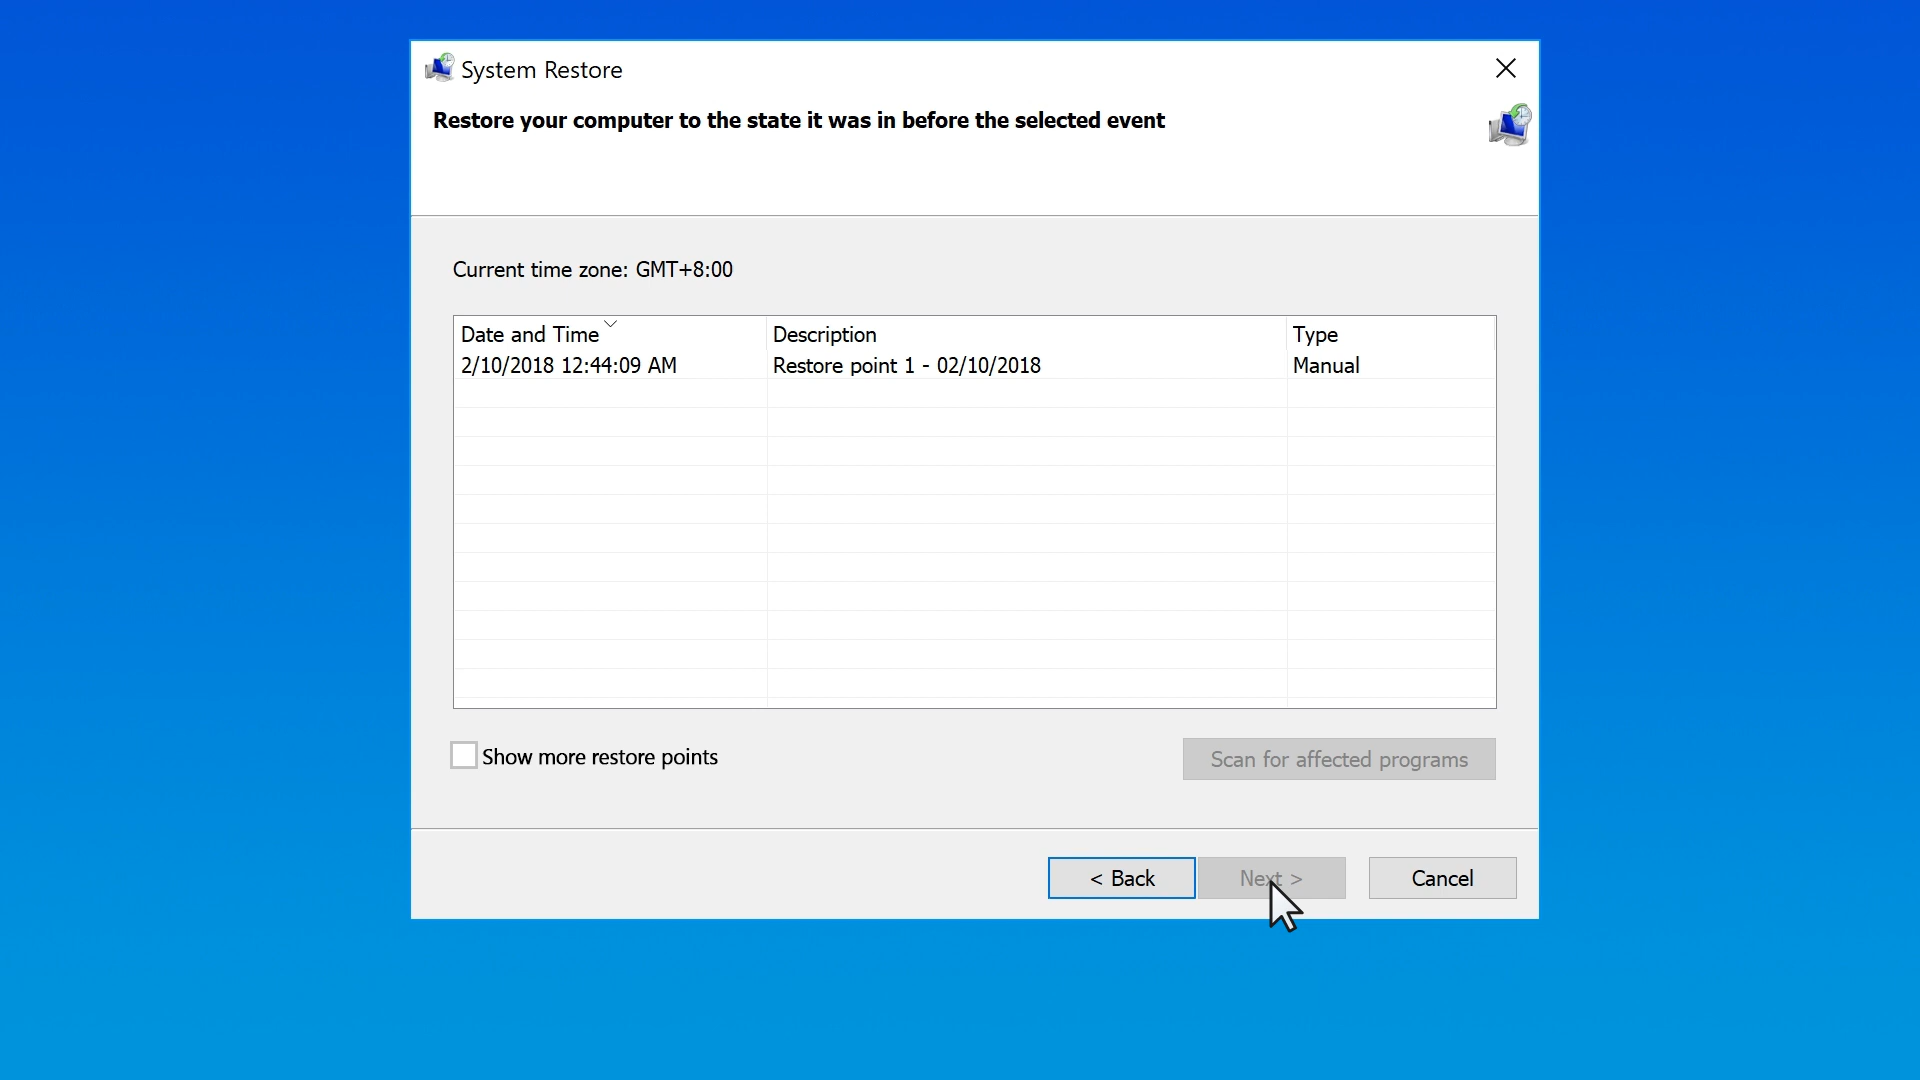 System Restore
Restore your computer to the state it was in before the selected event
Current time zone: GMT+8:00
Date and Time Description Type
2/10/2018 12:44:09 AM Restore point 1 - 02/10/2018 Manual
Show more restore points Scan for affected programs
< Back Next > Cancel